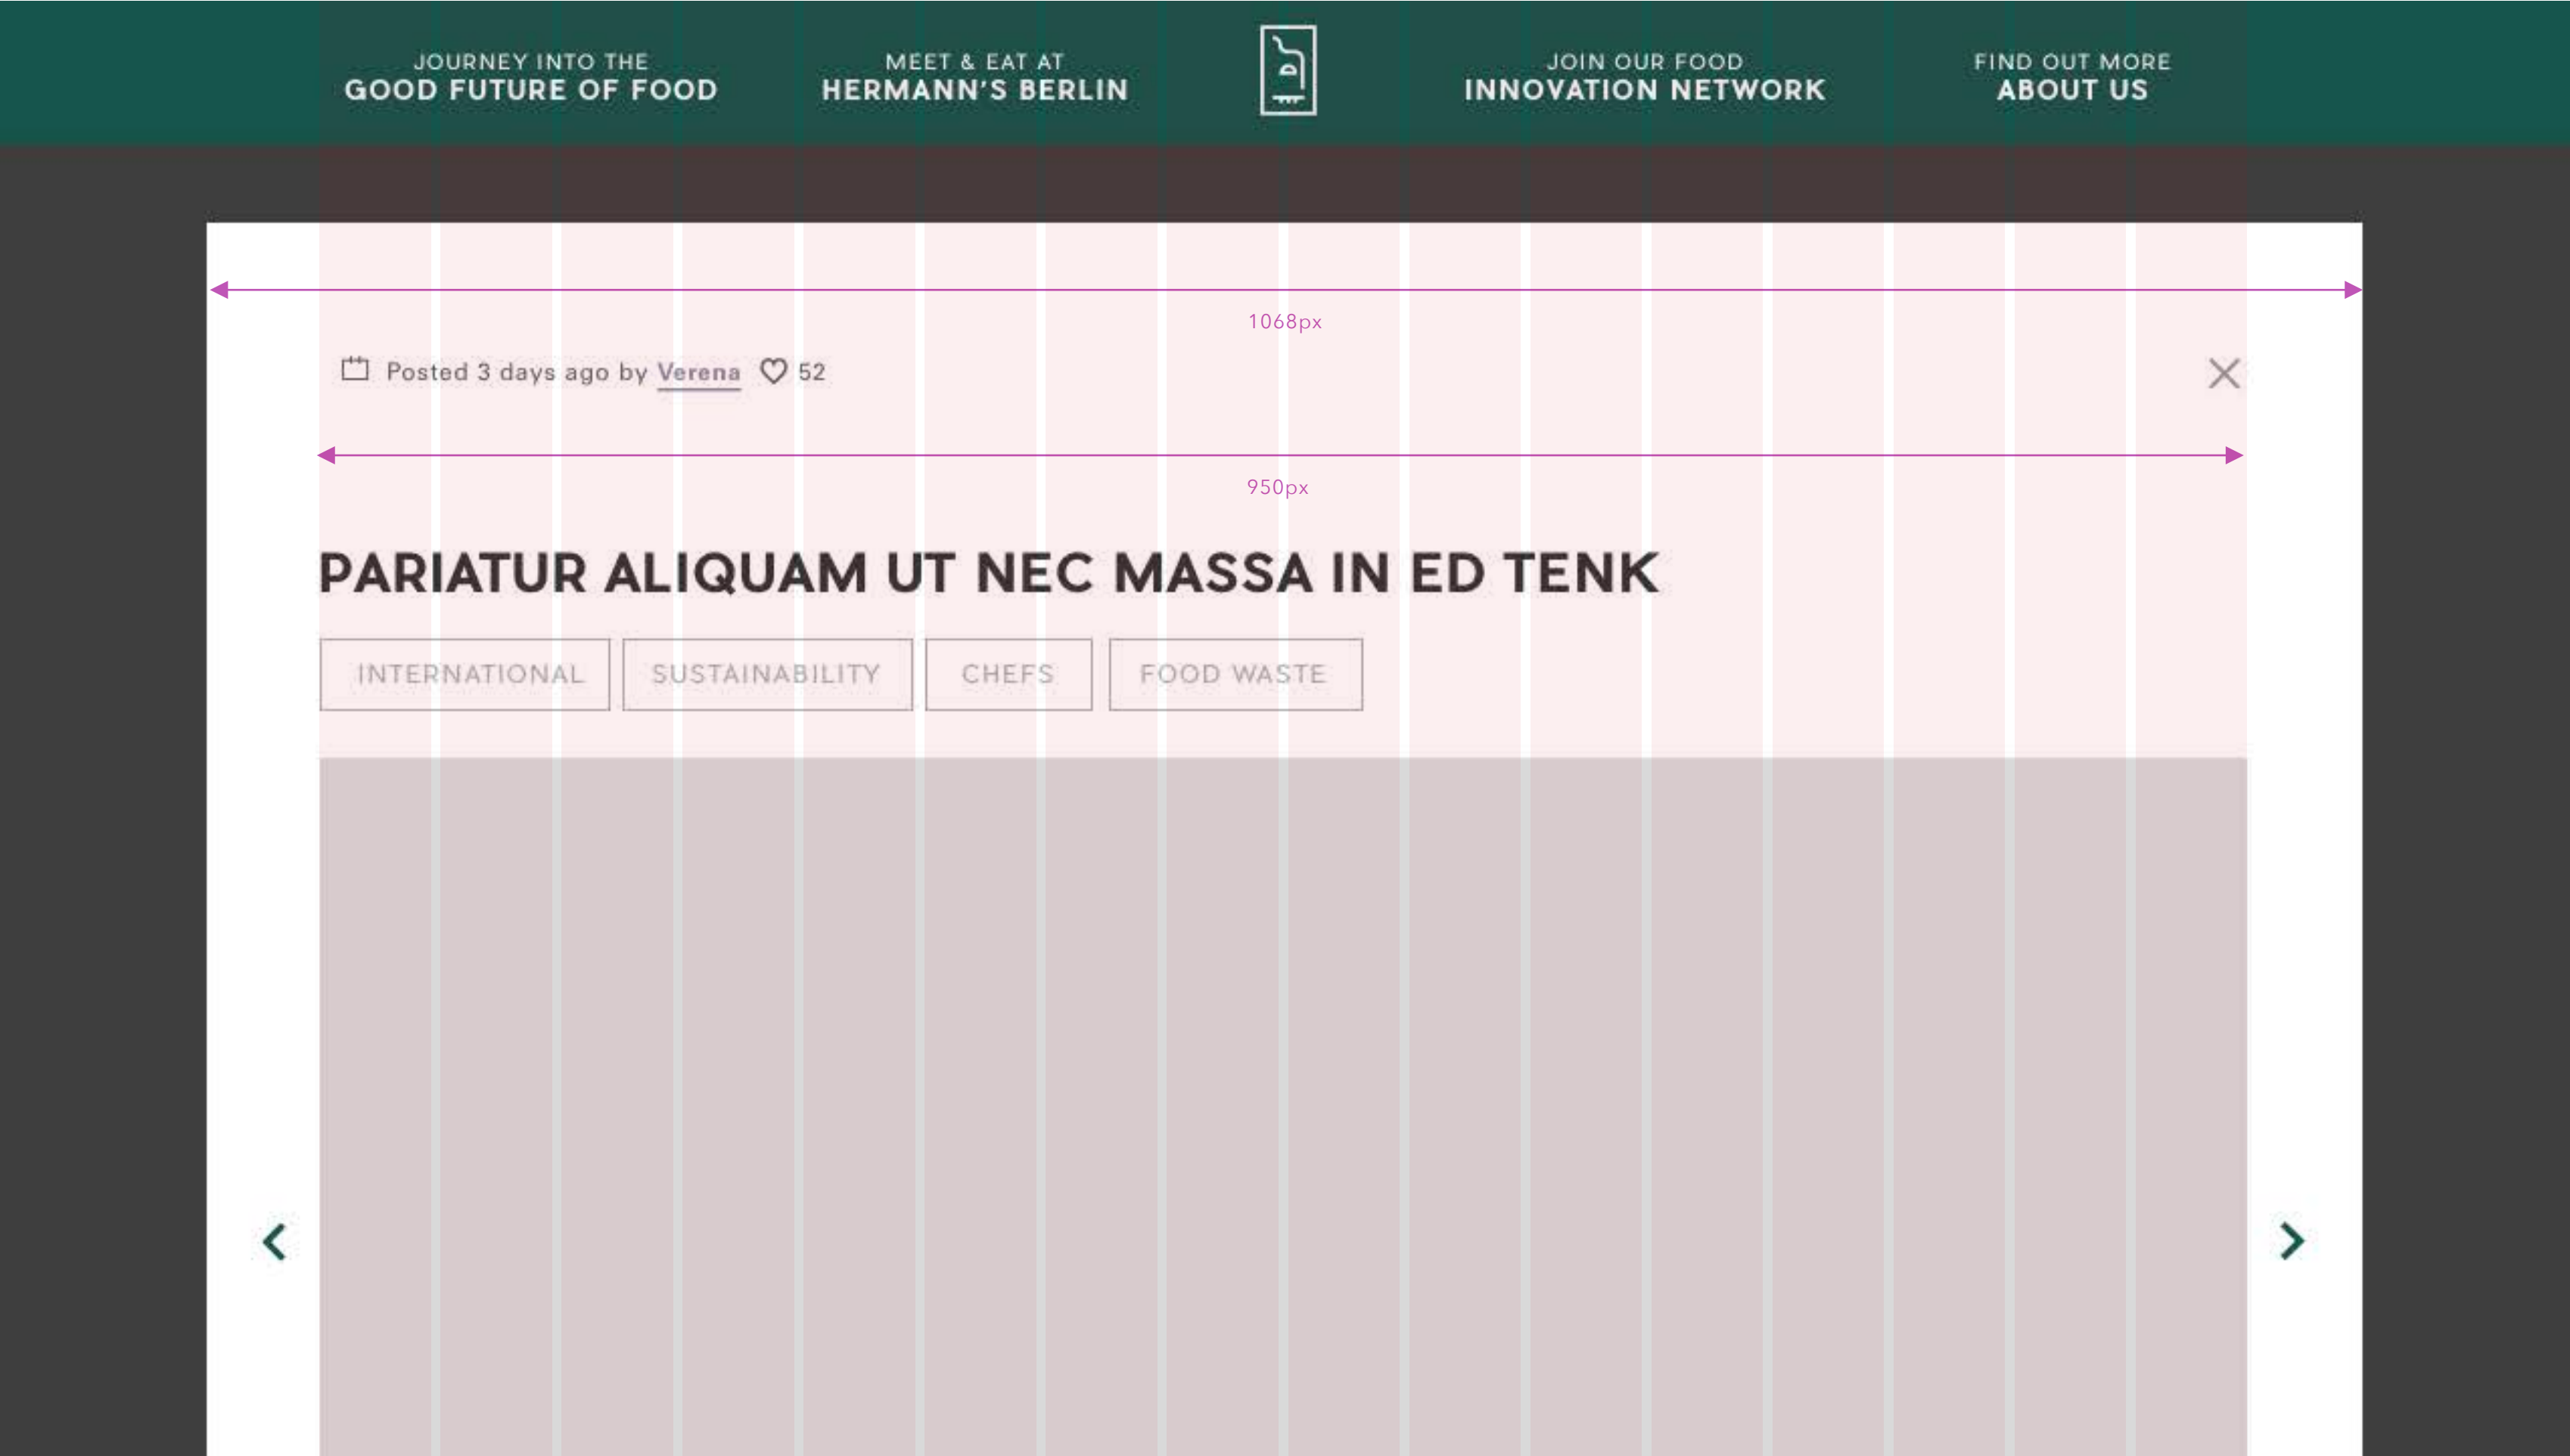 JOURNEY INTO THE
GOOD FUTURE OF FOOD
MEET & EAT AT
HERMANN'S BERLIN
JOIN OUR FOOD
INNOVATION NETWORK
FIND OUT MORE
ABOUT US
1068px
Posted 3 days ago by Verena 52
950px
PARIATUR ALIQUAM UT NEC MASSA IN ED TENK
INTERNATIONAL
SUSTAINABILITY
CHEFS
FOOD WASTE